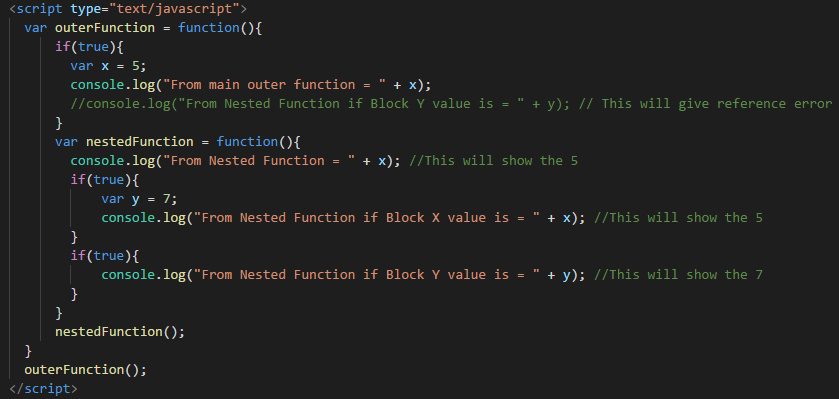 <script type="text/javascript">
var outerFunction = function(){
if(true){
var x = 5;
console.log("From main outer function = " + x);
//console.log("From Nested Function if Block Y value is = " + y); // This will give reference error
}
var nestedFunction = function(){
console.log("From Nested Function = " + x); //This will show the 5
if(true){
var y = 7;
console.log("From Nested Function if Block X value is = " + x); //This will show the 5
}
if(true){
console.log("From Nested Function if Block Y value is = " + y); //This will show the 7
}
}
nestedFunction();
}
outerFunction();
</script>